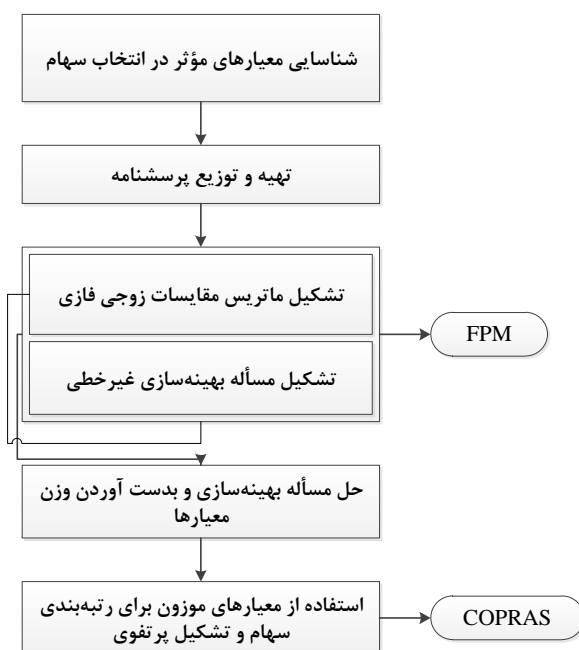 شناسایی معیارهای مؤثر در انتخاب سهام
تهیه و توزیع پرسشنامه
تشکیل ماتریس مقایسات زوجی فازی
FPM
تشکیل مسأله بهینه‌سازی غیرخطی
حل مسأله بهینه‌سازی و بدست آوردن وزن
معیارها
استفاده از معیارهای موزون برای رتبه‌بندی
سهام و تشکیل پرتفوی
COPRAS